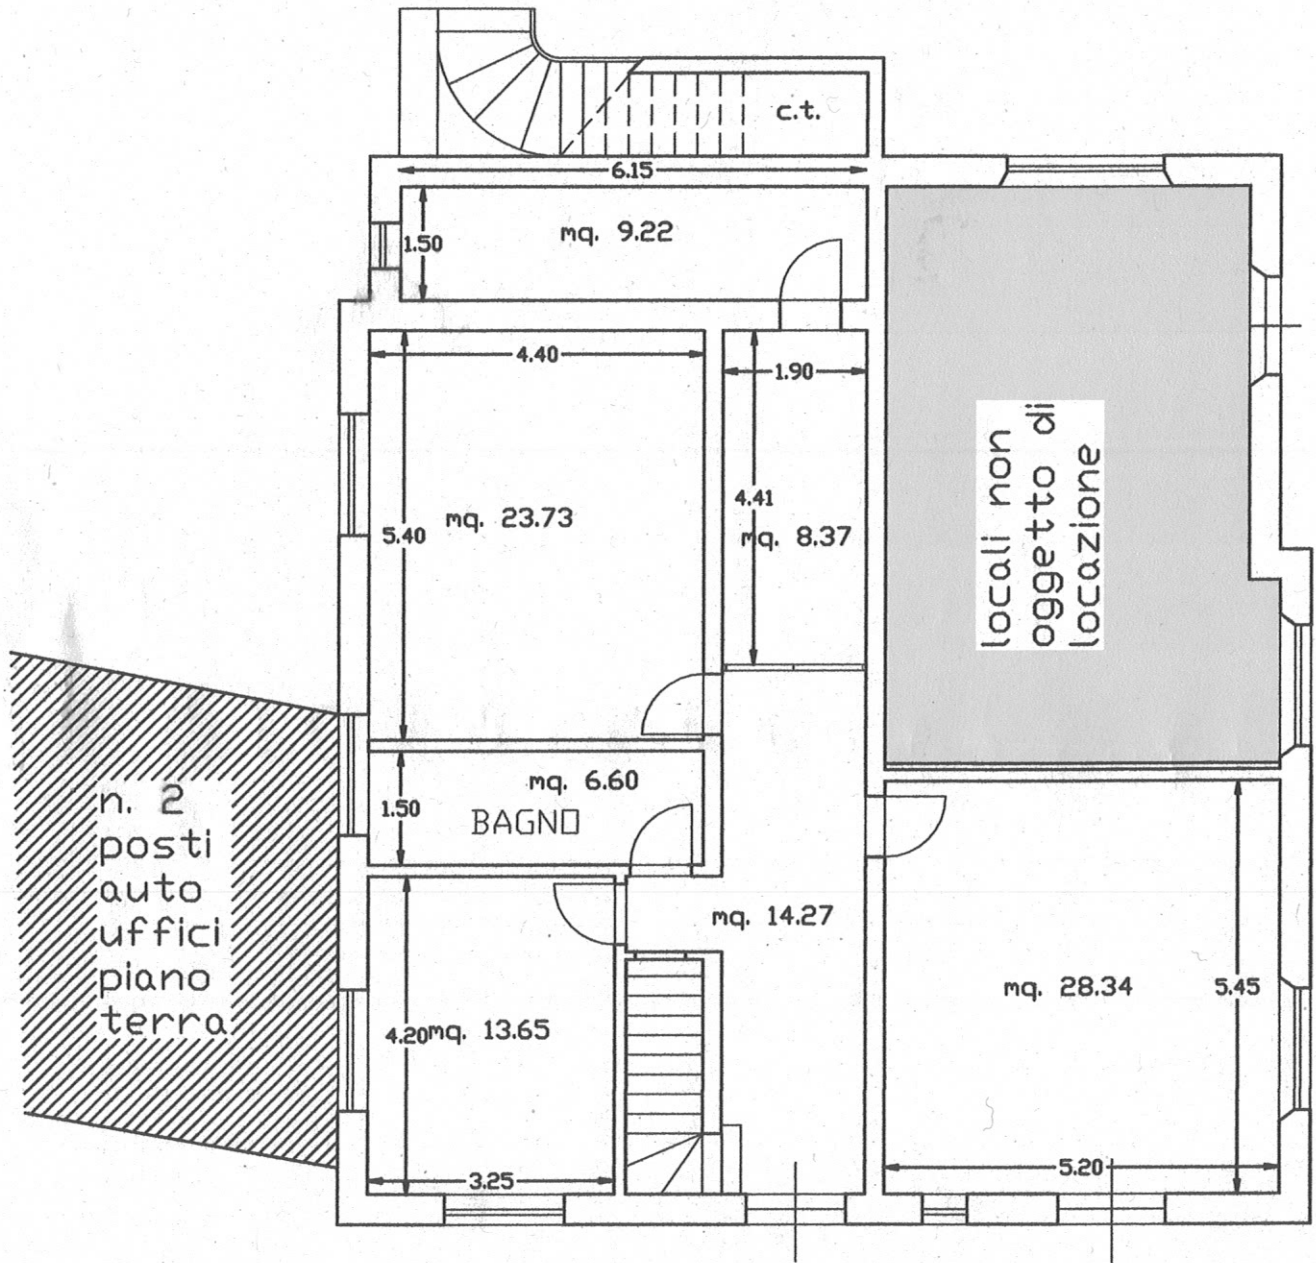 c.t.
6.15
1.50
mq. 9.22
4.40
1.90
5.40
mq. 23.73
4.41
mq. 8.37
locali non
oggetto di
locazione
mq. 6.60
1.50
BAGNO
n. 2
posti
auto
uffici
piano
terra
mq. 14.27
4.20
mq. 13.65
3.25
mq. 28.34
5.45
5.20